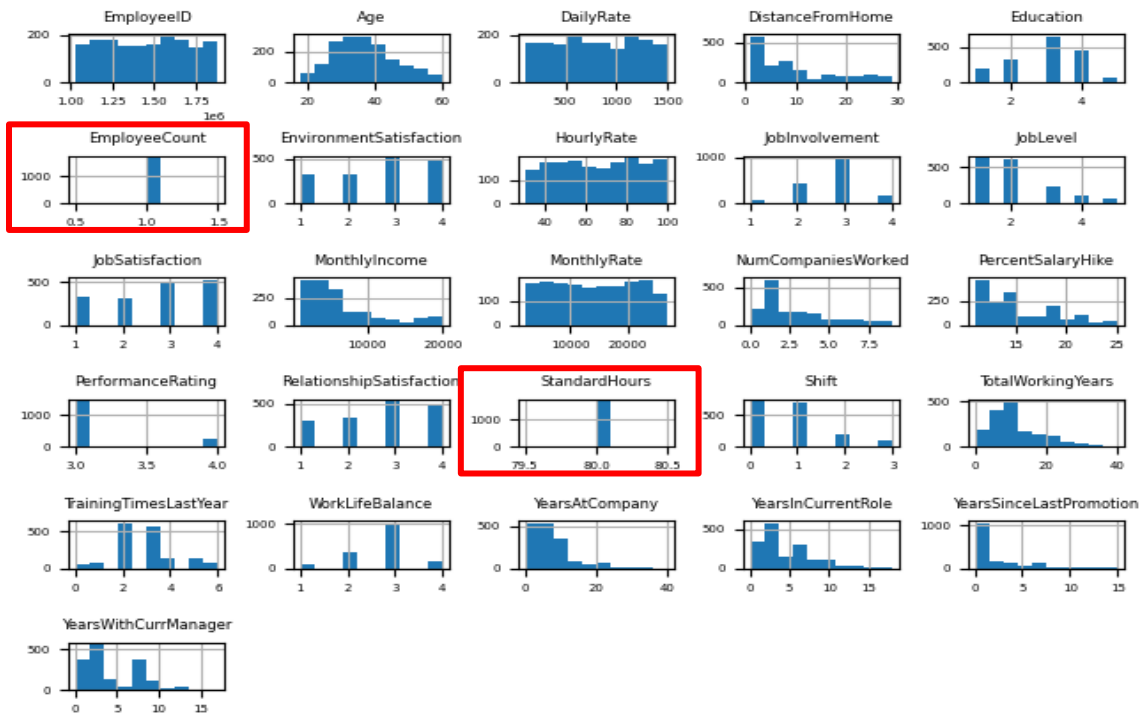 EmployeeID Age DailyRate DistanceFromHome Education
200 0 200 0 100 0 500 0 500 0
1.00 1.25 1.50 1.75 20 40 60 500 1000 1500 0 10 20 30 2 4
1e6
EmployeeCount EnvironmentSatisfaction HourlyRate JobInvolvement JobLevel
1000 0 500 0 100 0 1000 0 500 0
0.5 1.0 1.5 1 2 3 4 40 60 80 100 1 2 3 4 2 4
JobSatisfaction MonthlyIncome MonthlyRate NumCompaniesWorked PercentSalaryHike
500 0 250 0 100 0 500 0 250 0
1 2 3 4 10000 20000 10000 20000 0.0 2.5 5.0 7.5 15 20 25
PerformanceRating RelationshipSatisfaction StandardHours Shift TotalWorkingYears
1000 0 500 0 1000 0 500 0 500 0
3.0 3.5 4.0 1 2 3 4 79.5 80.0 80.5 0 1 2 3 0 20 40
TrainingTimesLastYear WorkLifeBalance YearsAtCompany YearsInCurrentRole YearsSinceLastPromotion
500 0 1000 0 500 0 500 0 1000 0
0 2 4 6 1 2 3 4 0 20 40 0 5 10 15 0 5 10 15
YearsWithCurrManager
500 0
0 5 10 15